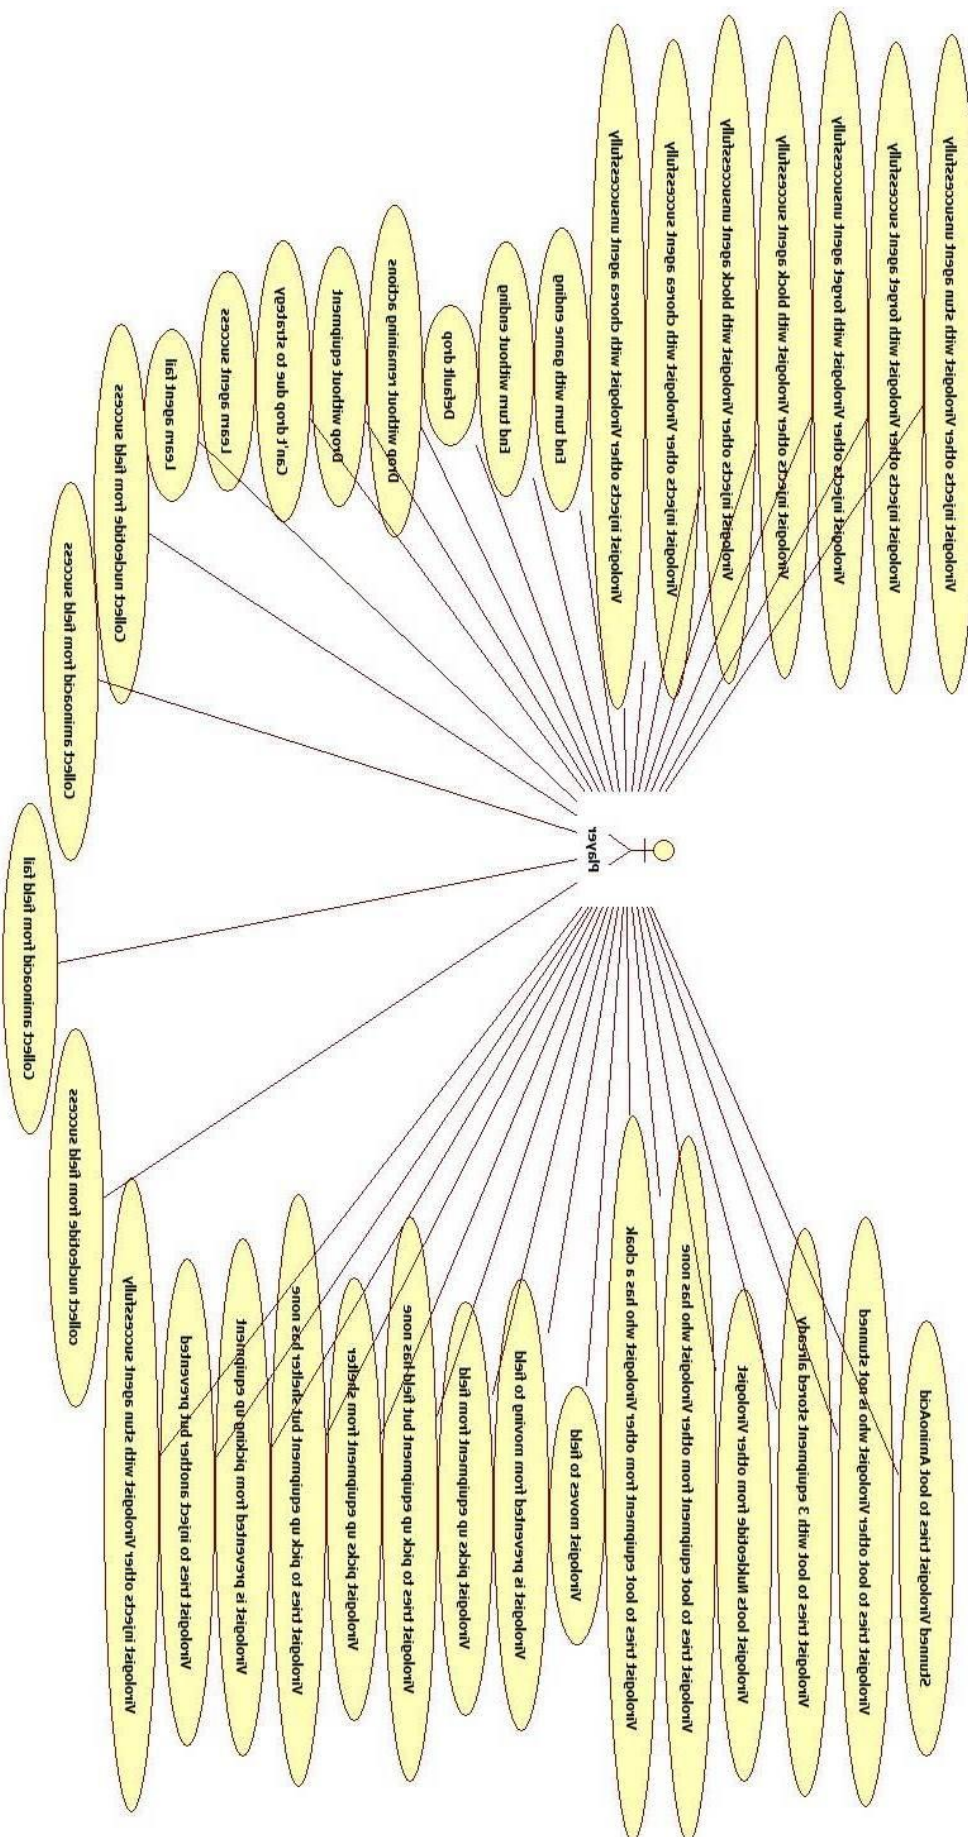 Virologist injects other Virologist with stun agent unsuccessfully
Virologist injects other Virologist with forget agent successfully
Virologist injects other Virologist with forget agent unsuccessfully
Virologist injects other Virologist with block agent successfully
Virologist injects other Virologist with block agent unsuccessfully
Virologist injects other Virologist with chorea agent successfully
Virologist injects other Virologist with chorea agent unsuccessfully
End turn with game ending
End turn without ending
Default drop
Drop without remaining actions
Drop without equipment
Can't drop due to strategy
Learn agent success
Learn agent fail
Collect nucleotide from field success
Collect aminoacid from field success
Collect aminoacid from field fail
collect nucleotide from field success
Player
Stunned Virologist tries to loot AminoAcid
Virologist tries to loot other Virologist who is not stunned
Virologist tries to loot with 3 equipment stored already
Virologist loots Nukleotide from other Virologist
Virologist tries to loot equipment from other Virologist who has none
Virologist tries to loot equipment from other Virologist who has a cloak
Virologist moves to field
Virologist is prevented from moving to field
Virologist picks up equipment from field
Virologist tries to pick up equipment but field has none
Virologist picks up equipment from shelter
Virologist tries to pick up equipment but shelter has none
Virologist is prevented from picking up equipment
Virologist tries to inject another but prevented
Virologist injects other Virologist with stun agent successfully